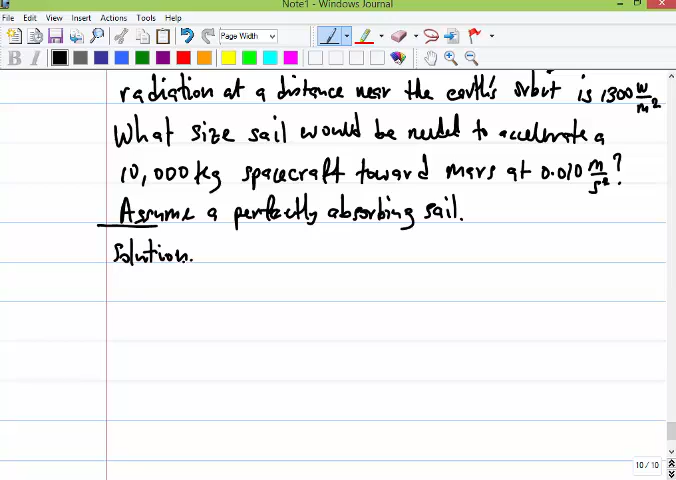 Note1 - Windows Journal
File Edit View Insert Actions Tools Help
Page Width
B I
radiation at a distance near the earth's orbit is 1300 W/m²
What size sail would be needed to accelerate a
10,000 kg spacecraft toward mars at 0.010 m/s²?
Assume a perfectly absorbing sail.
Solution.
10 / 10